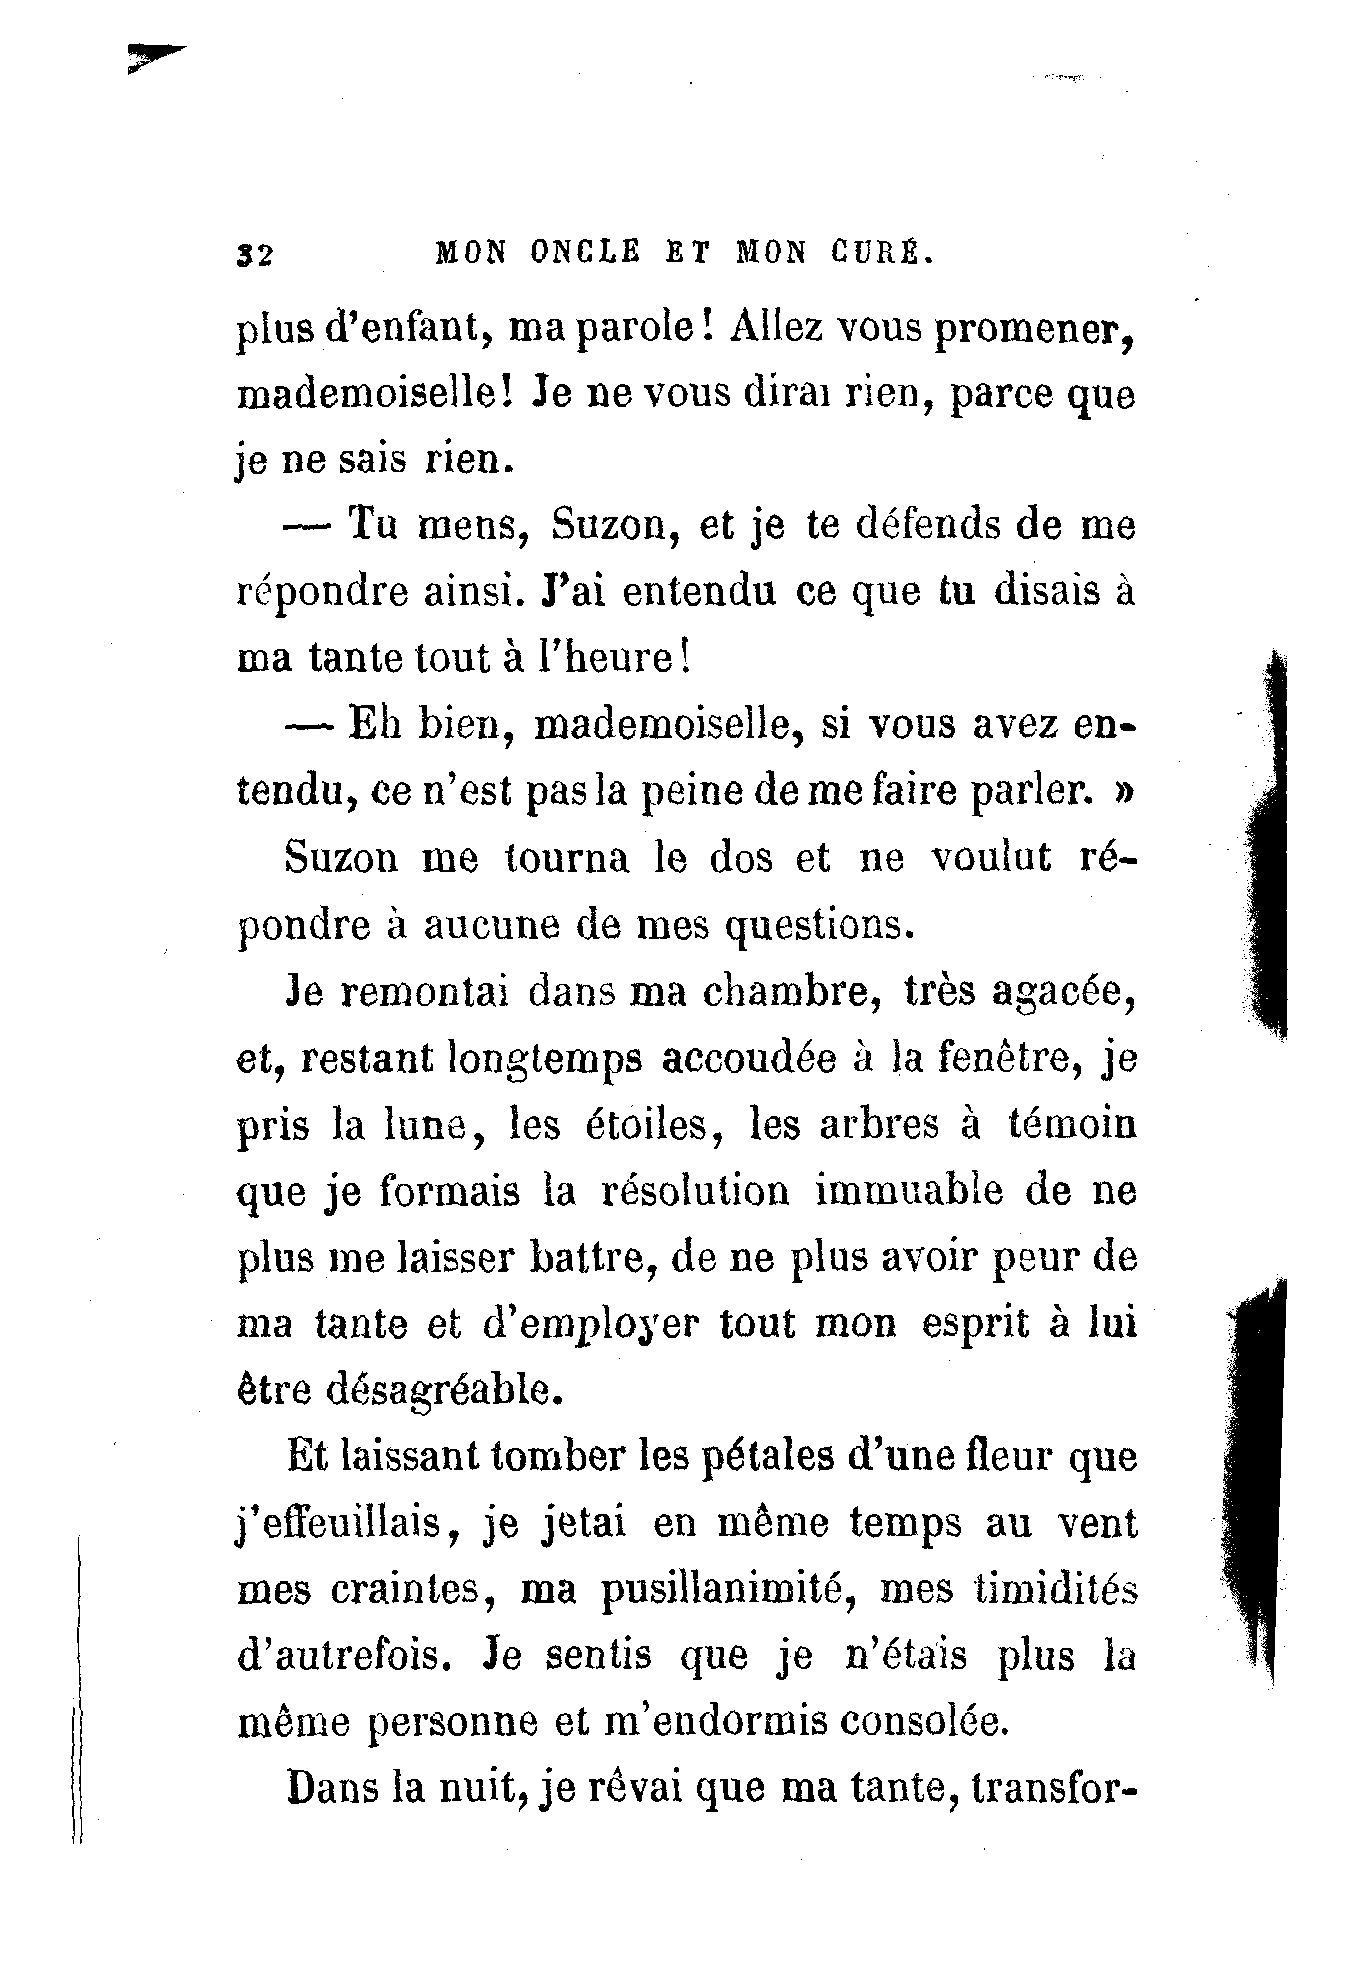 32 MON ONCLE ET MON CURÉ.
plus d'enfant, ma parole! Allez vous promener,
mademoiselle! Je ne vous dirai rien, parce que
je ne sais rien.
— Tu mens, Suzon, et je te défends de me
répondre ainsi. J'ai entendu ce que tu disais à
ma tante tout à l'heure!
— Eh bien, mademoiselle, si vous avez en-
tendu, ce n'est pas la peine de me faire parler. »
Suzon me tourna le dos et ne voulut ré-
pondre à aucune de mes questions.
Je remontai dans ma chambre, très agacée,
et, restant longtemps accoudée à la fenêtre, je
pris la lune, les étoiles, les arbres à témoin
que je formais la résolution immuable de ne
plus me laisser battre, de ne plus avoir peur de
ma tante et d'employer tout mon esprit à lui
être désagréable.
Et laissant tomber les pétales d'une fleur que
j'effeuillais, je jetai en même temps au vent
mes craintes, ma pusillanimité, mes timidités
d'autrefois. Je sentis que je n'étais plus la
même personne et m'endormis consolée.
Dans la nuit, je rêvai que ma tante, transfor-